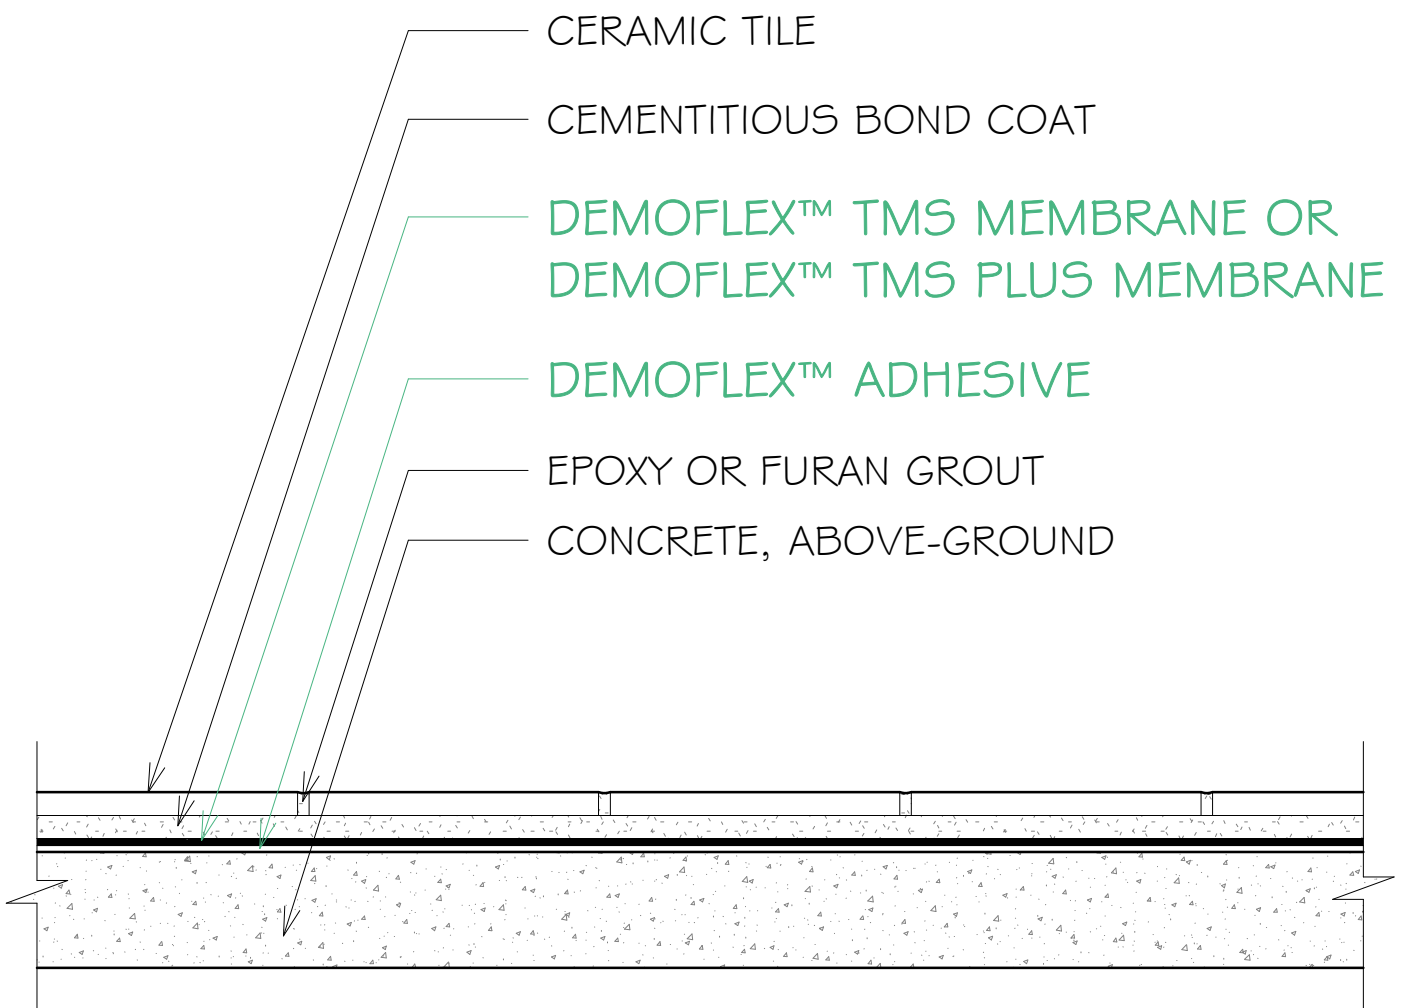 CERAMIC TILE
CEMENTITIOUS BOND COAT
DEMOFLEX™ TMS MEMBRANE OR
DEMOFLEX™ TMS PLUS MEMBRANE
DEMOFLEX™ ADHESIVE
EPOXY OR FURAN GROUT
CONCRETE, ABOVE-GROUND